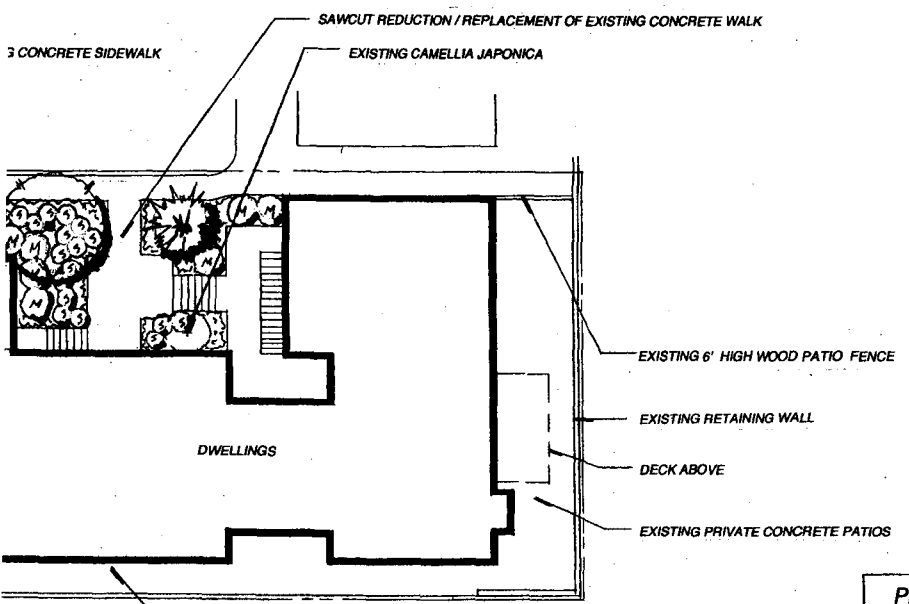 SAWCUT REDUCTION / REPLACEMENT OF EXISTING CONCRETE WALK
G CONCRETE SIDEWALK
EXISTING CAMELLIA JAPONICA
M M
S S S S S S S S S
M M
M
M S S S
S S S
EXISTING 6' HIGH WOOD PATIO FENCE
EXISTING RETAINING WALL
DWELLINGS
DECK ABOVE
EXISTING PRIVATE CONCRETE PATIOS
P